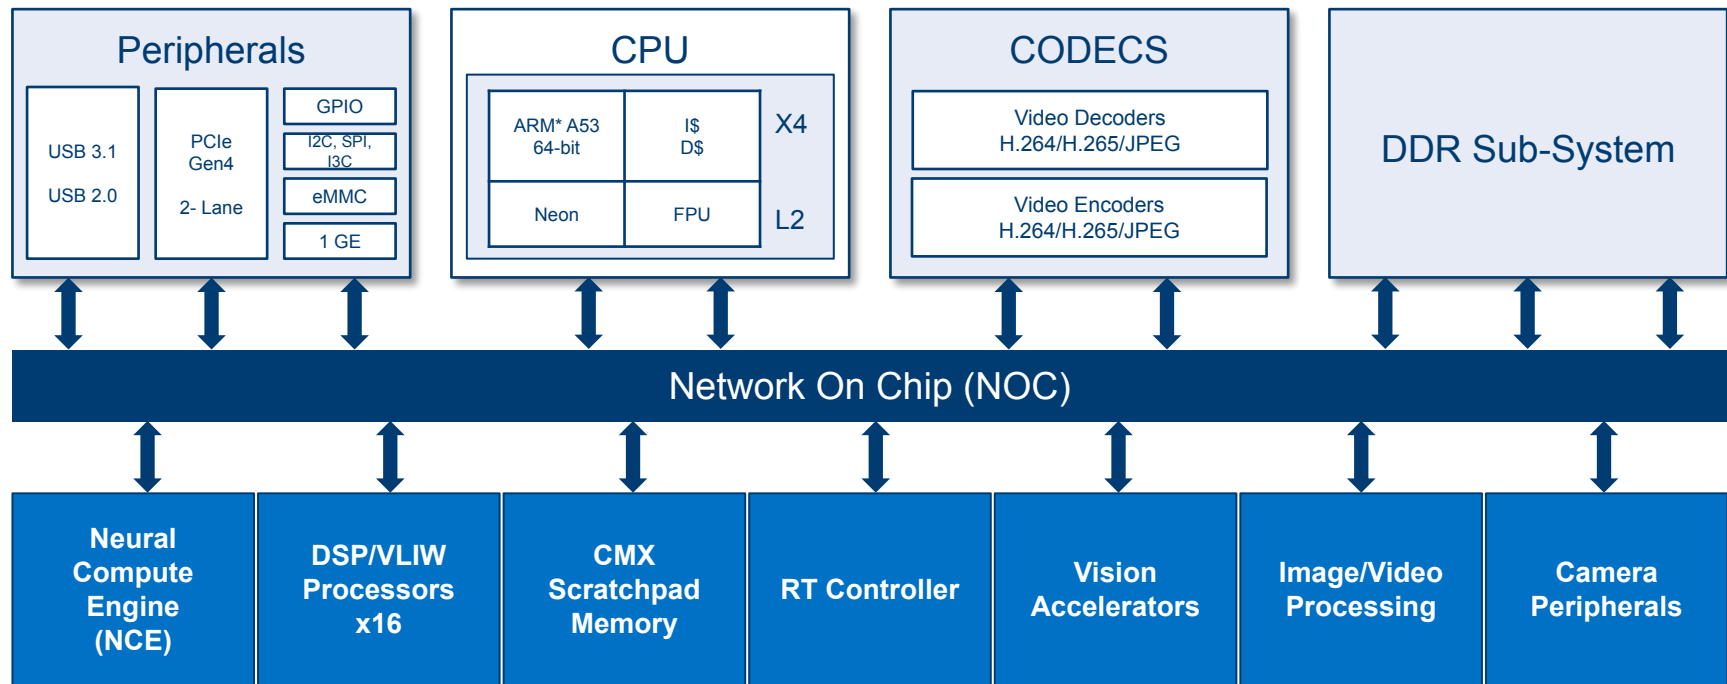 Peripherals
USB 3.1
USB 2.0
PCIe
Gen4
2- Lane
GPIO
I2C, SPI,
I3C
eMMC
1 GE
CPU
ARM* A53
64-bit
I$
D$
X4
Neon
FPU
L2
CODECS
Video Decoders
H.264/H.265/JPEG
Video Encoders
H.264/H.265/JPEG
DDR Sub-System
Network On Chip (NOC)
Neural
Compute
Engine
(NCE)
DSP/VLIW
Processors
x16
CMX
Scratchpad
Memory
RT Controller
Vision
Accelerators
Image/Video
Processing
Camera
Peripherals